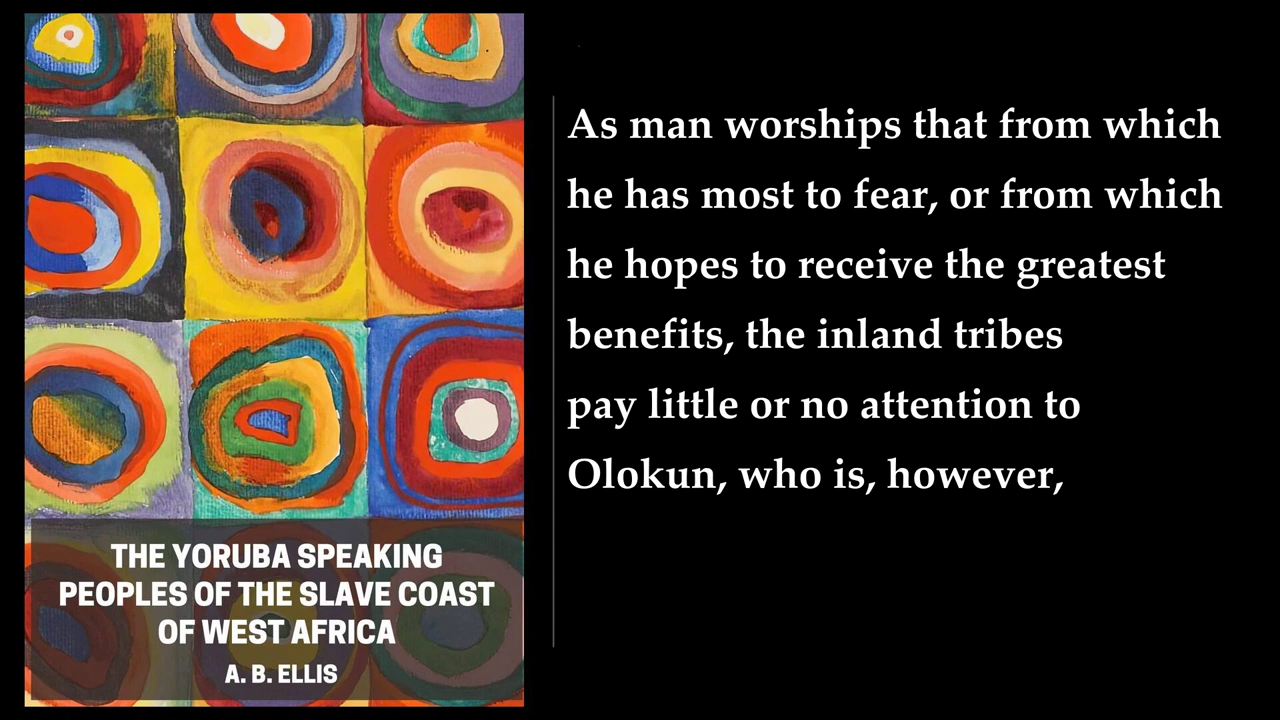 THE YORUBA SPEAKING
PEOPLES OF THE SLAVE COAST
OF WEST AFRICA
A. B. ELLIS
As man worships that from which
he has most to fear, or from which
he hopes to receive the greatest
benefits, the inland tribes
pay little or no attention to
Olokun, who is, however,